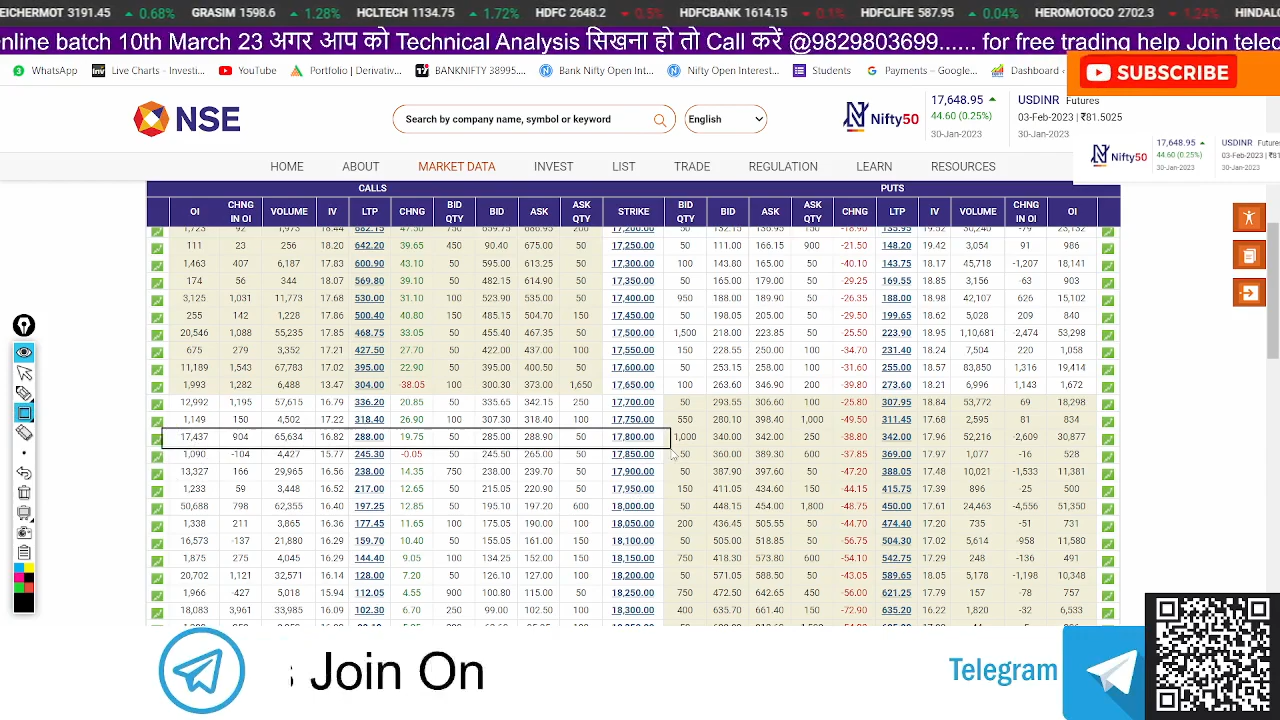 EICHERMOT 3191.45 ▲ 0.68% GRASIM 1598.6 ▲ 1.28% HCLTECH 1134.75 ▲ 1.72% HDFC 2648.2 ▼ 0.5% HDFCBANK 1614.15 ▼ 0.1% HDFCLIFE 587.95 ▲ 0.04% HEROMOTOCO 2702.3 ▼ 1.24% HINDAL
nline batch 10th March 23 अगर आप को Technical Analysis सिखना हो तो Call करें @9829803699...... for free trading help Join telec
WhatsApp Live Charts - Investi... YouTube Portfolio | Derivativ... BANKNIFTY 38995... Ink Nifty Open Int... Nifty Open Interest... Students Payments – Google... Dashboard
SUBSCRIBE
NSE
Search by company name, symbol or keyword
English
Nifty50
17,648.95 ▲
44.60 (0.25%)
30-Jan-2023
USDINR Futures
03-Feb-2023 | ₹81.5025
30-Jan-2023
Nifty50
17,648.95 ▲
44.60 (0.25%)
30-Jan-2023
USDINR Futures
03-Feb-2023 | ₹81
30-Jan-2023
HOME ABOUT MARKET DATA INVEST LIST TRADE REGULATION LEARN RESOURCES
CALLS PUTS
OI CHNG IN OI VOLUME IV LTP CHNG BID QTY BID ASK ASK QTY STRIKE BID QTY BID ASK ASK QTY CHNG LTP IV VOLUME CHNG IN OI OI
111 23 256 18.20 642.20 39.65 450 90.40 675.00 50 17,250.00 50 111.00 166.15 900 -21.50 148.20 19.42 3,054 91 986
1,463 407 6,187 17.83 600.90 43.10 50 595.00 50 17,300.00 100 143.80 165.00 50 -40.10 143.75 18.17 45,718 -1,207 18,141
174 56 344 18.07 569.80 50 482.15 50 17,350.00 50 165.00 179.00 50 -29.25 169.55 18.85 3,156 -63 903
3,125 1,031 11,773 17.68 530.00 31.10 100 523.90 50 17,400.00 950 188.00 189.90 50 -26.35 188.00 18.98 42,107 626 15,102
255 142 1,228 17.86 500.40 40.80 150 485.15 150 17,450.00 50 198.05 205.00 50 -29.50 199.65 18.62 5,028 209 840
20,546 1,088 55,235 17.85 468.75 33.05 50 455.40 467.35 50 17,500.00 1,500 218.00 223.85 50 -25.50 223.90 18.95 1,10,681 -2,474 53,298
675 279 3,352 17.21 427.50 27.70 50 422.00 437.00 100 17,550.00 150 228.55 250.00 100 -34.70 231.40 18.24 7,504 220 1,058
11,189 1,543 67,783 17.02 395.00 22.90 50 395.00 400.50 50 17,600.00 100 253.15 258.00 100 -31.60 255.00 18.57 83,850 1,316 19,414
1,993 1,282 6,488 13.47 304.00 -38.05 100 300.30 373.00 1,650 17,650.00 100 263.60 346.90 200 -39.80 273.60 18.21 6,996 1,143 1,672
12,992 1,195 57,615 16.79 336.20 20.85 50 335.65 342.15 250 17,700.00 50 293.55 306.60 100 -25.80 307.95 18.84 53,772 69 18,298
1,149 150 4,502 17.22 318.40 26.90 100 307.30 318.40 100 17,750.00 550 280.10 398.40 1,000 -49.50 311.45 17.68 2,595 81 834
17,437 904 65,634 16.82 288.00 19.75 50 285.00 288.90 50 17,800.00 1,000 340.00 342.00 250 -38.80 342.00 17.96 52,216 -2,609 30,877
1,090 -104 4,427 15.77 245.30 -0.05 100 245.50 265.00 50 17,850.00 50 360.00 389.30 600 -37.85 369.00 17.97 1,077 -16 528
13,327 166 29,965 16.56 238.00 14.35 750 238.00 239.70 50 17,900.00 50 387.90 397.60 50 -47.20 388.05 17.48 10,021 -1,533 11,381
1,233 59 3,448 16.52 217.00 12.65 50 215.05 220.90 50 17,950.00 150 411.05 434.60 150 -44.15 415.75 17.39 896 -25 500
50,688 798 62,355 16.40 197.25 12.85 50 195.10 197.20 600 18,000.00 50 448.15 454.00 1,800 -48.75 450.00 17.61 24,463 -4,556 51,350
1,338 211 3,865 16.36 177.45 11.65 100 175.05 190.00 100 18,050.00 200 436.45 505.55 50 -44.70 474.40 17.20 735 -51 731
16,573 -137 21,880 16.29 159.70 10.40 50 155.05 161.00 150 18,100.00 50 505.00 518.85 50 -56.75 504.30 17.02 5,614 -958 11,580
1,875 275 4,045 16.29 144.40 9.05 100 134.25 152.00 150 18,150.00 750 418.30 573.80 600 -54.10 542.75 17.29 248 -136 491
20,702 1,121 32,571 16.14 128.00 7.20 50 126.10 127.00 100 18,200.00 50 571.05 588.50 50 -43.05 589.65 18.05 5,178 -1,198 10,348
1,966 -427 5,018 15.94 112.05 4.55 900 100.80 115.00 50 18,250.00 750 472.50 642.65 450 -56.00 621.25 17.79 157 -78 757
18,083 3,961 33,985 16.09 102.30 6.70 250 99.00 102.50 100 18,300.00 400 635.70 661.40 150 -72.90 635.20 16.22 1,820 -32 6,533
s Join On
Telegram